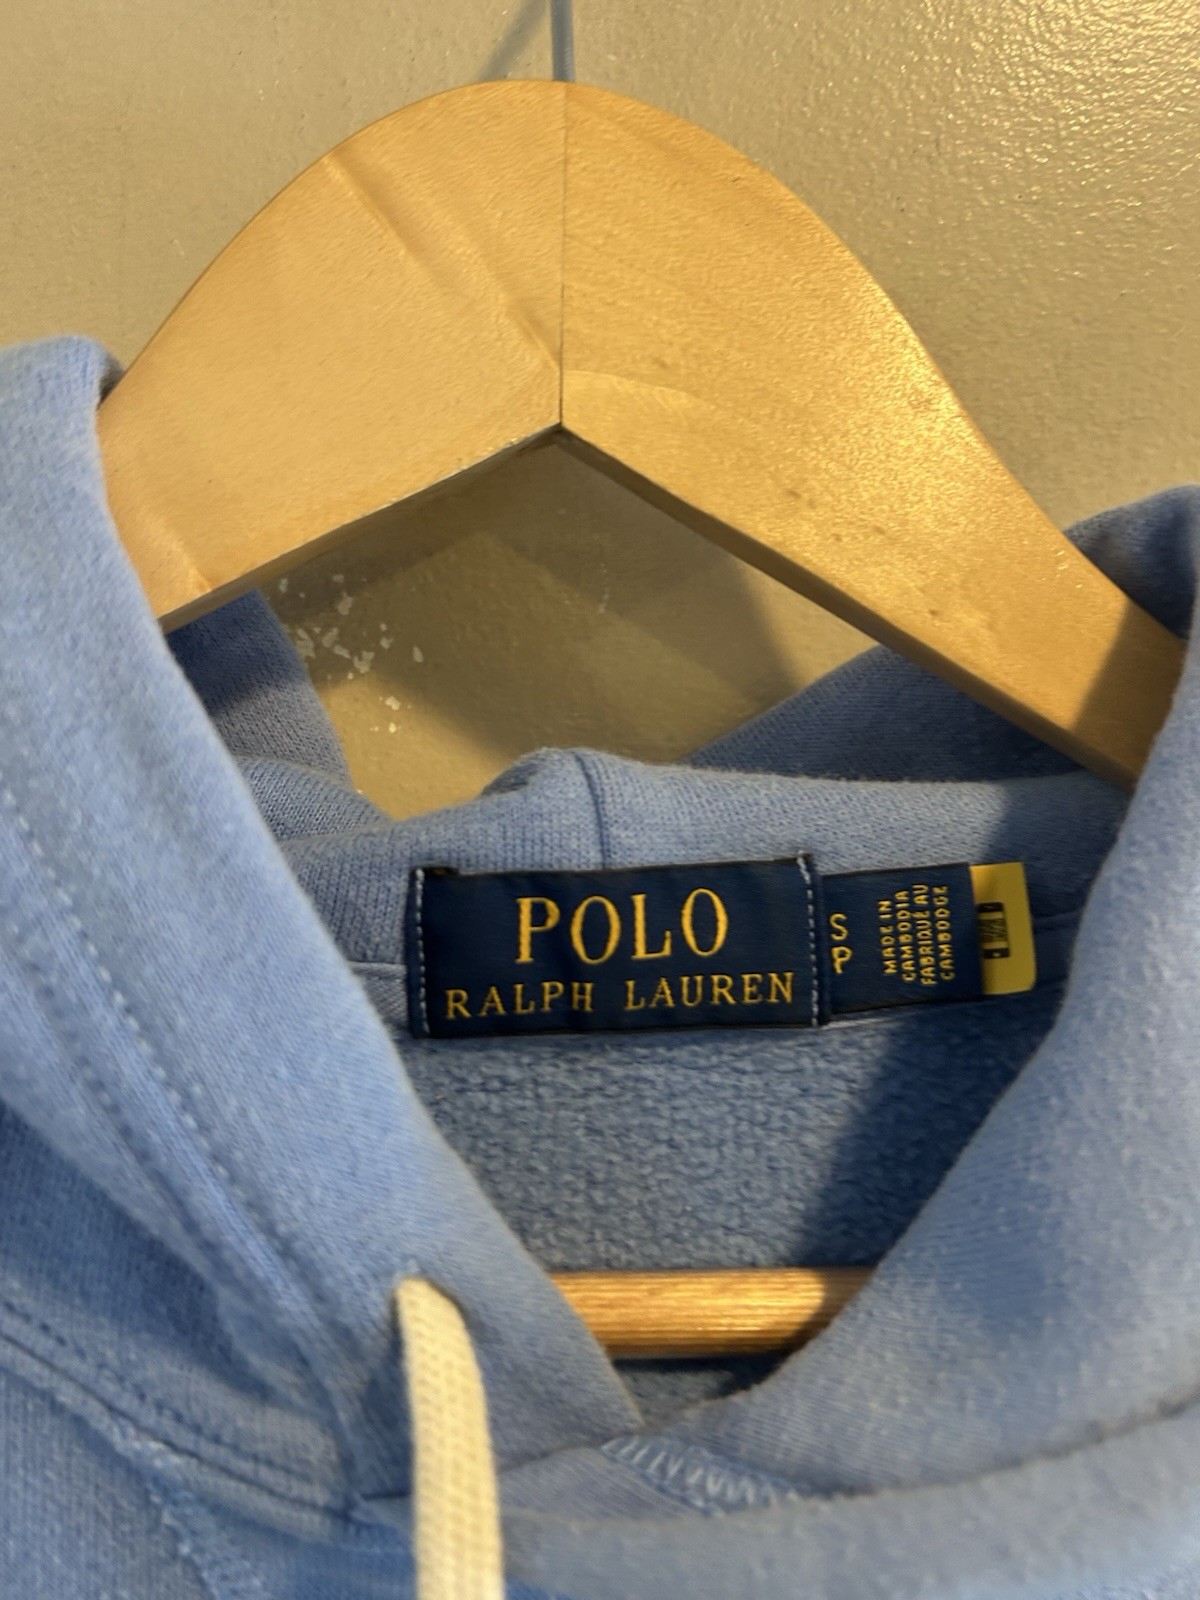 POLO
RALPH LAUREN
S
P
MADE IN
CAMBODIA
FABRIQUÉ AU
CAMBODGE